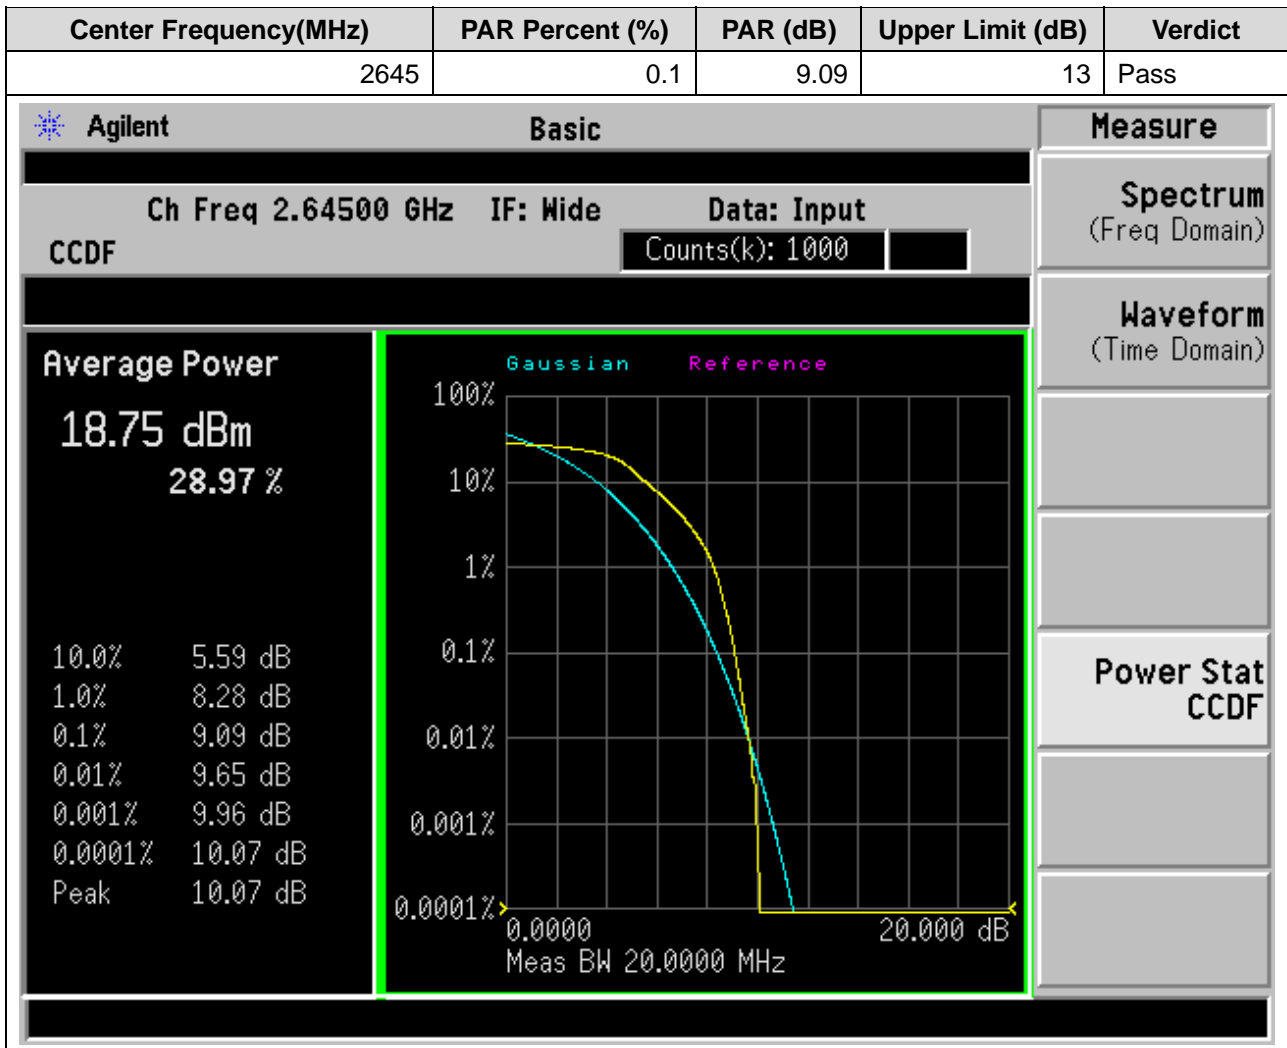 Center Frequency(MHz) PAR Percent (%) PAR (dB) Upper Limit (dB) Verdict
2645 0.1 9.09 13 Pass
Agilent Basic Measure
Ch Freq 2.64500 GHz IF: Wide Data: Input
CCDF Counts(k): 1000
Average Power
18.75 dBm
28.97 %
10.0% 5.59 dB
1.0% 8.28 dB
0.1% 9.09 dB
0.01% 9.65 dB
0.001% 9.96 dB
0.0001% 10.07 dB
Peak 10.07 dB
Gaussian Reference
100%
10%
1%
0.1%
0.01%
0.001%
0.0001%
0.0000 20.000 dB
Meas BW 20.0000 MHz
Spectrum
(Freq Domain)
Waveform
(Time Domain)
Power Stat
CCDF